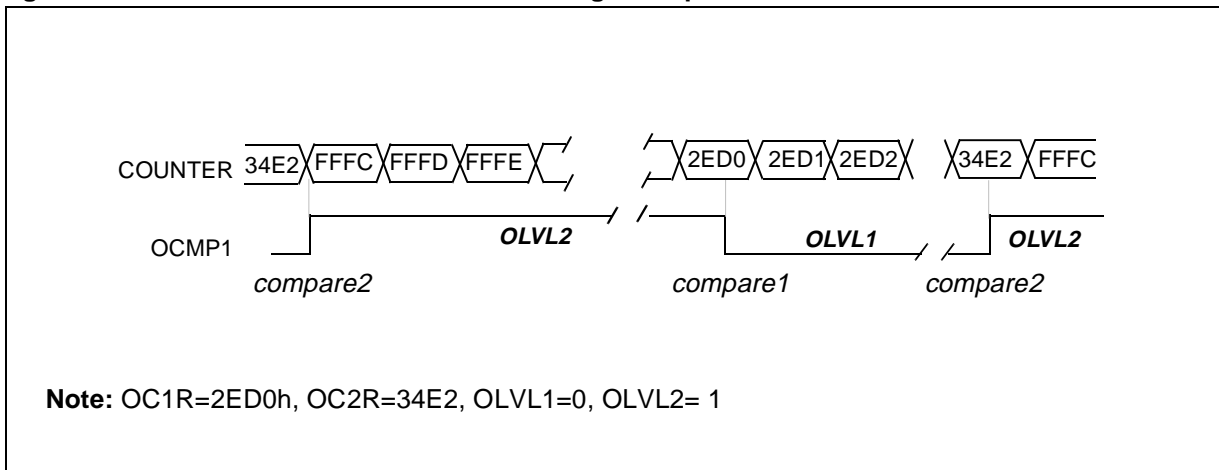 COUNTER 34E2 FFFC FFFD FFFE 2ED0 2ED1 2ED2 34E2 FFFC
OCMP1 OLVL2 OLVL1 OLVL2
compare2 compare1 compare2
Note: OC1R=2ED0h, OC2R=34E2, OLVL1=0, OLVL2= 1